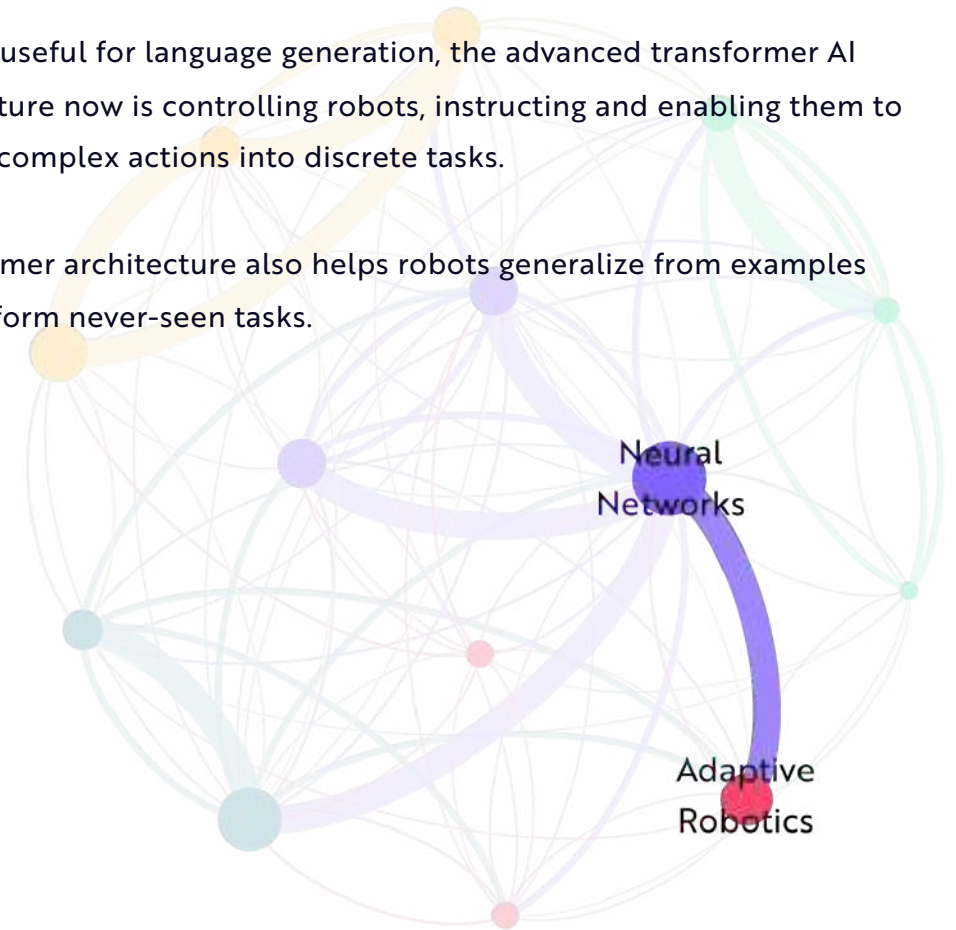 useful for language generation, the advanced transformer AI
ture now is controlling robots, instructing and enabling them to
complex actions into discrete tasks.
mer architecture also helps robots generalize from examples
form never-seen tasks.
Neural
Networks
Adaptive
Robotics